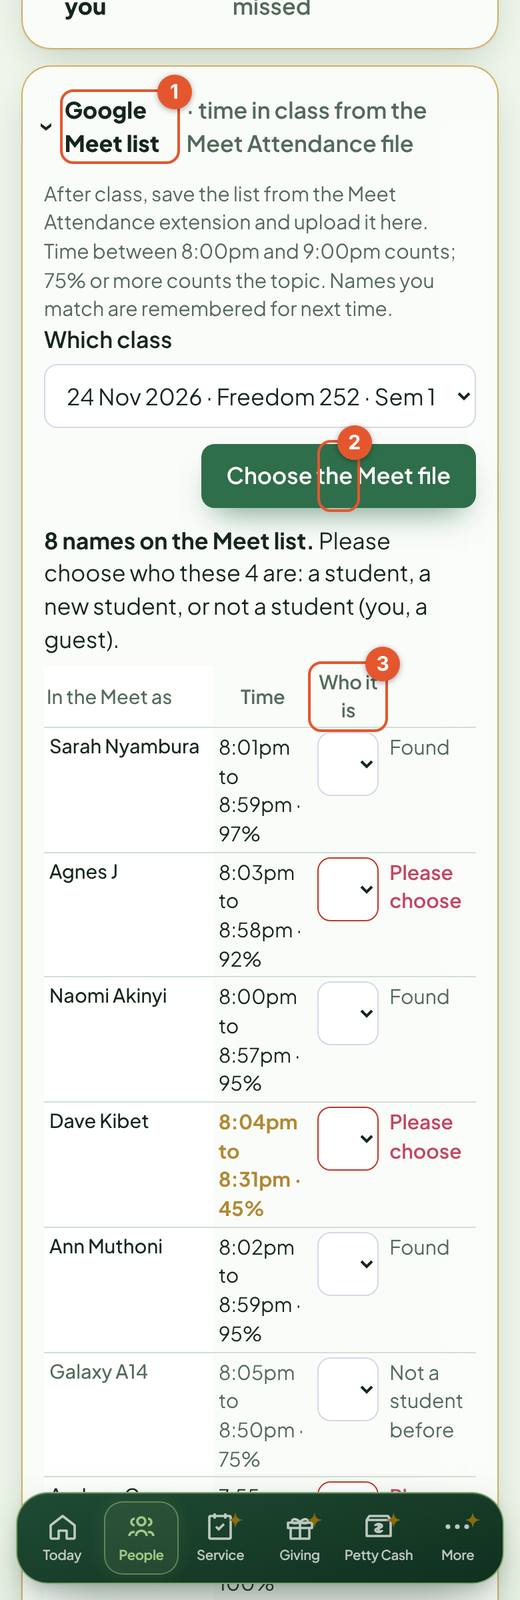 you
missed
1
Google
· time in class from the
Meet list
Meet Attendance file
After class, save the list from the Meet
Attendance extension and upload it here.
Time between 8:00pm and 9:00pm counts;
75% or more counts the topic. Names you
match are remembered for next time.
Which class
24 Nov 2026 · Freedom 252 · Sem 1
2
Choose the Meet file
8 names on the Meet list. Please
choose who these 4 are: a student, a
new student, or not a student (you, a
guest).
3
In the Meet as
Time
Who it
is
Sarah Nyambura
8:01pm
to
8:59pm ·
97%
Found
Agnes J
8:03pm
to
8:58pm ·
92%
Please
choose
Naomi Akinyi
8:00pm
to
8:57pm ·
95%
Found
Dave Kibet
8:04pm
to
8:31pm ·
45%
Please
choose
Ann Muthoni
8:02pm
to
8:59pm ·
95%
Found
Galaxy A14
8:05pm
to
8:50pm ·
75%
Not a
student
before
100%
Today
People
Service
Giving
Petty Cash
More